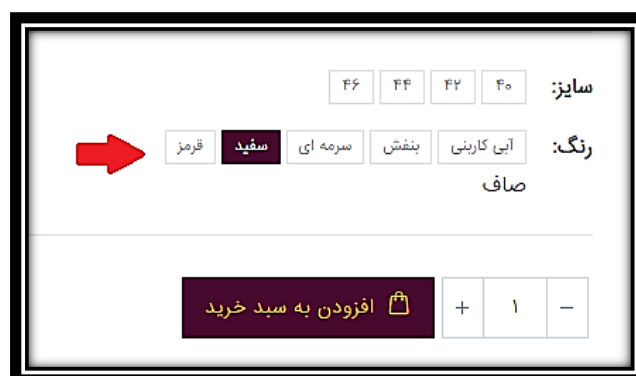 سایز: ۴۰ ۴۲ ۴۴ ۴۶
رنگ: آبی کاربنی بنفش سرمه ای سفید قرمز
صاف
− ۱ + افزودن به سبد خرید